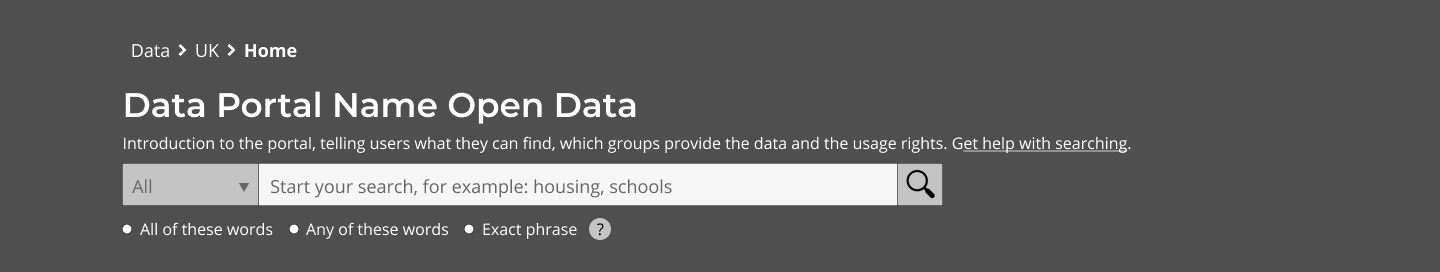 Data > UK > Home
Data Portal Name Open Data
Introduction to the portal, telling users what they can find, which groups provide the data and the usage rights. Get help with searching.
All Start your search, for example: housing, schools
All of these words Any of these words Exact phrase ?